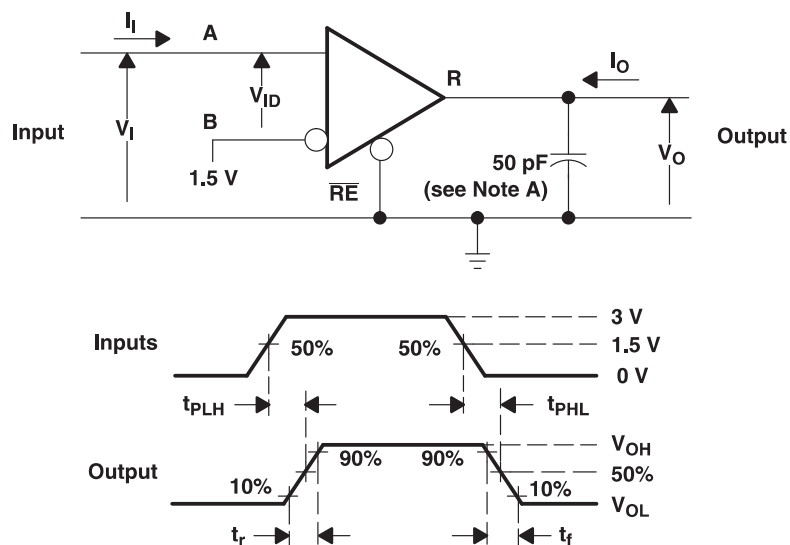 I_I A
R I_O
V_ID
Input V_I B V_O Output
1.5 V 50 pF
RE (see Note A)
3 V
Inputs 50% 50% 1.5 V
0 V
t_PLH t_PHL
V_OH
Output 90% 90% 50%
10% 10% V_OL
t_r t_f